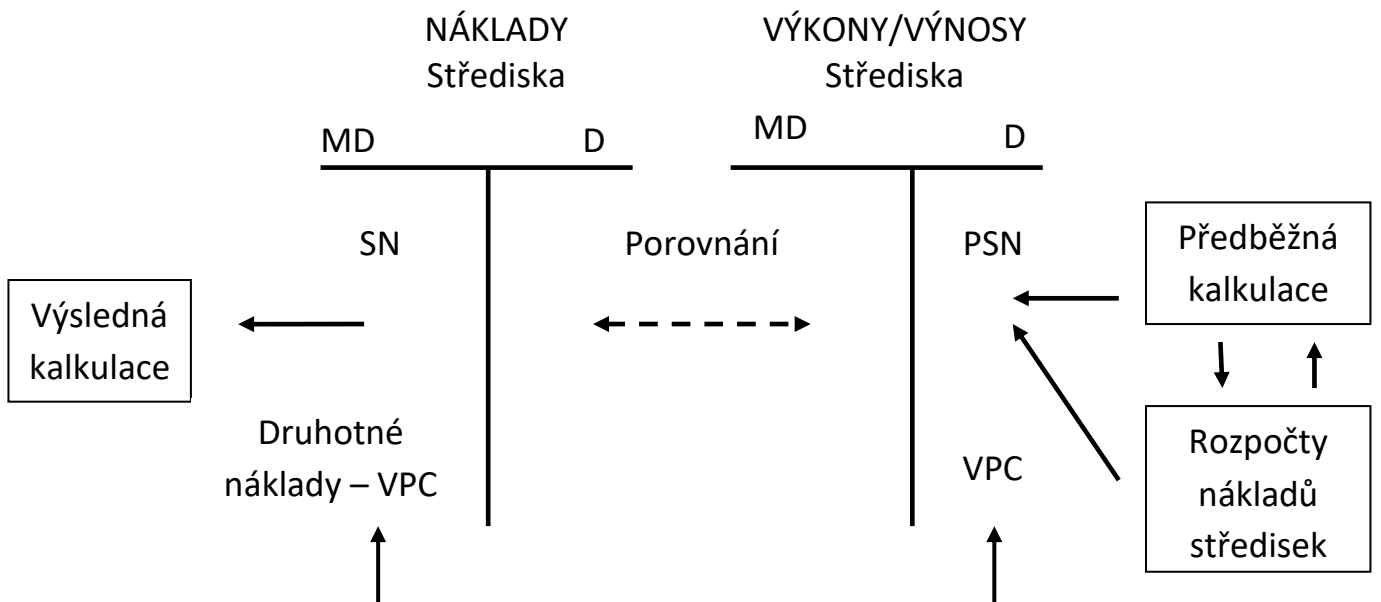 NÁKLADY
Střediska
VÝKONY/VÝNOSY
Střediska
MD
D
MD
D
SN
Porovnání
PSN
Předběžná
kalkulace
Výsledná
kalkulace
Druhotné
náklady – VPC
VPC
Rozpočty
nákladů
středisek